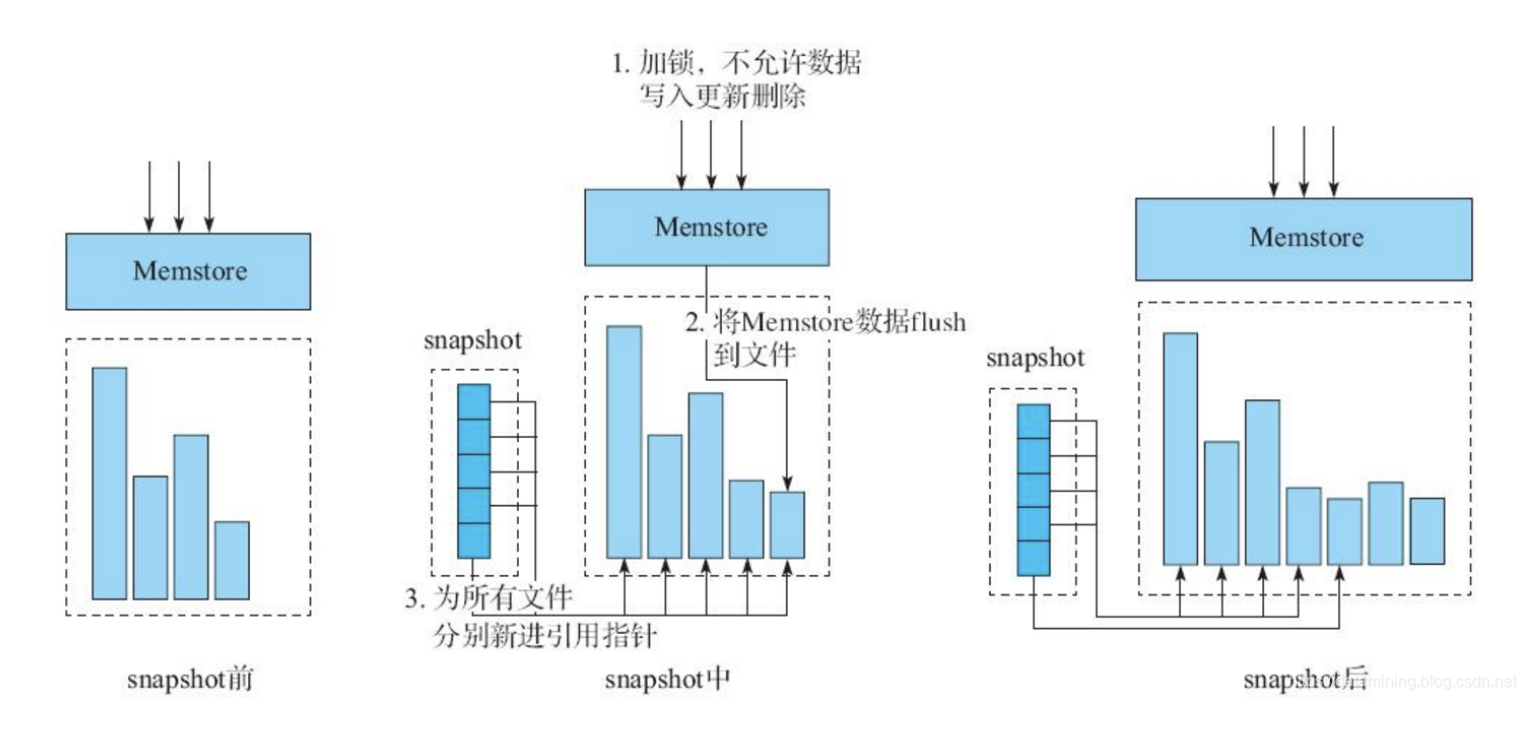 1. 加锁，不允许数据
写入更新删除
Memstore
Memstore
Memstore
2. 将Memstore数据flush
到文件
snapshot
snapshot
3. 为所有文件
分别新进引用指针
snapshot前
snapshot中
snapshot后
mining.blog.csdn.net